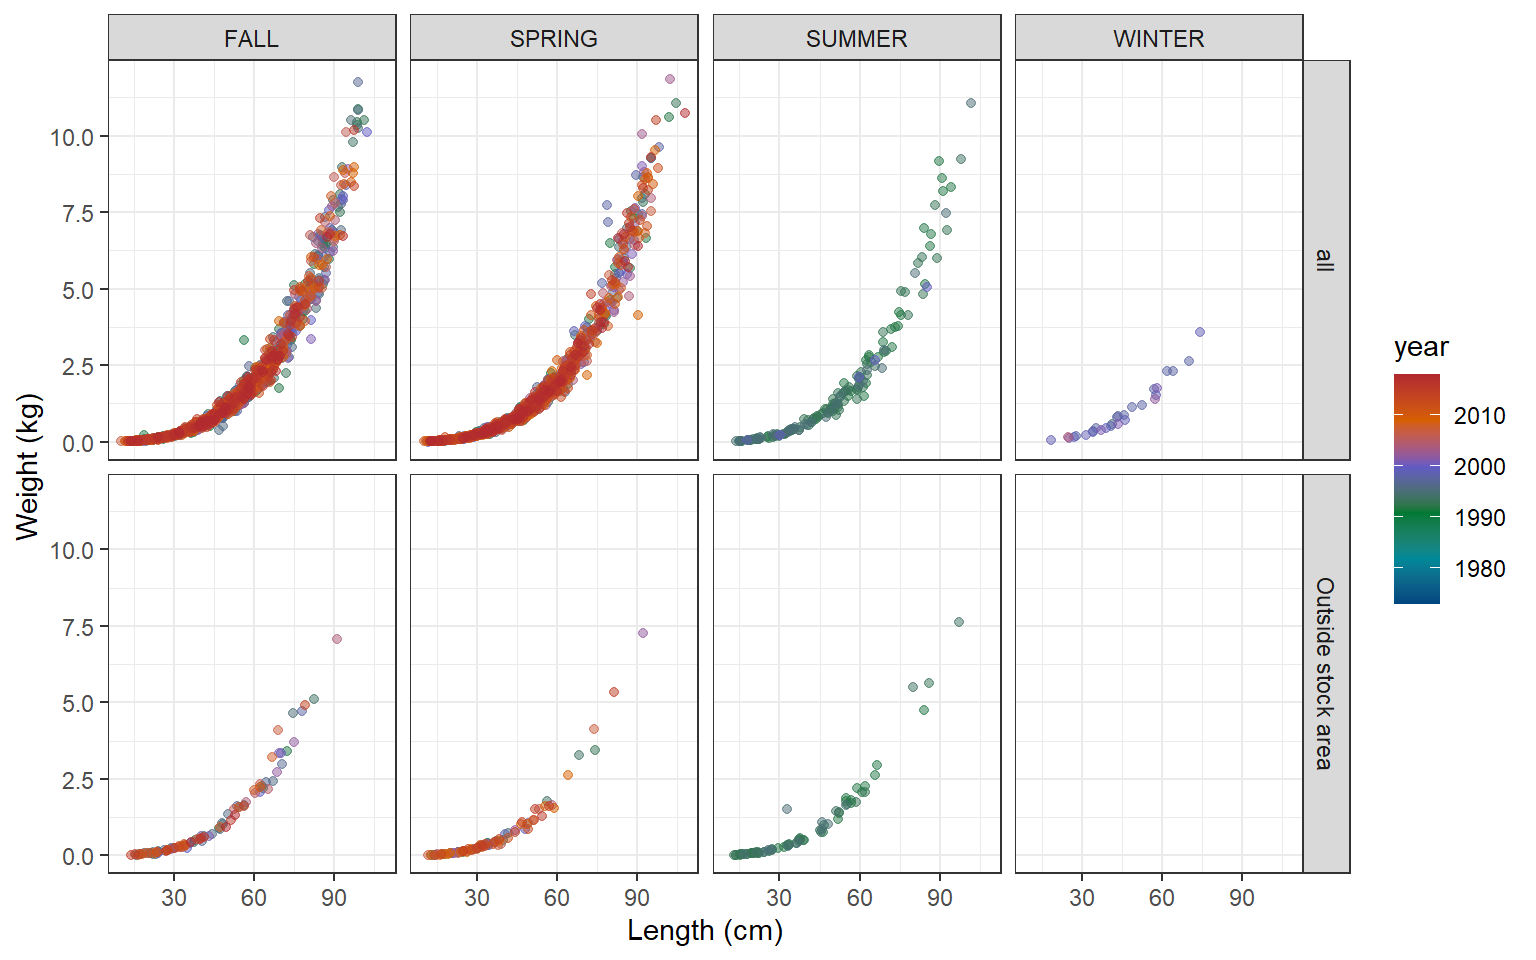 FALL SPRING SUMMER WINTER
10.0
7.5
5.0
2.5
0.0
all
10.0
7.5
5.0
2.5
0.0
Outside stock area
Weight (kg)
30 60 90 30 60 90 30 60 90 30 60 90
Length (cm)
year
2010
2000
1990
1980